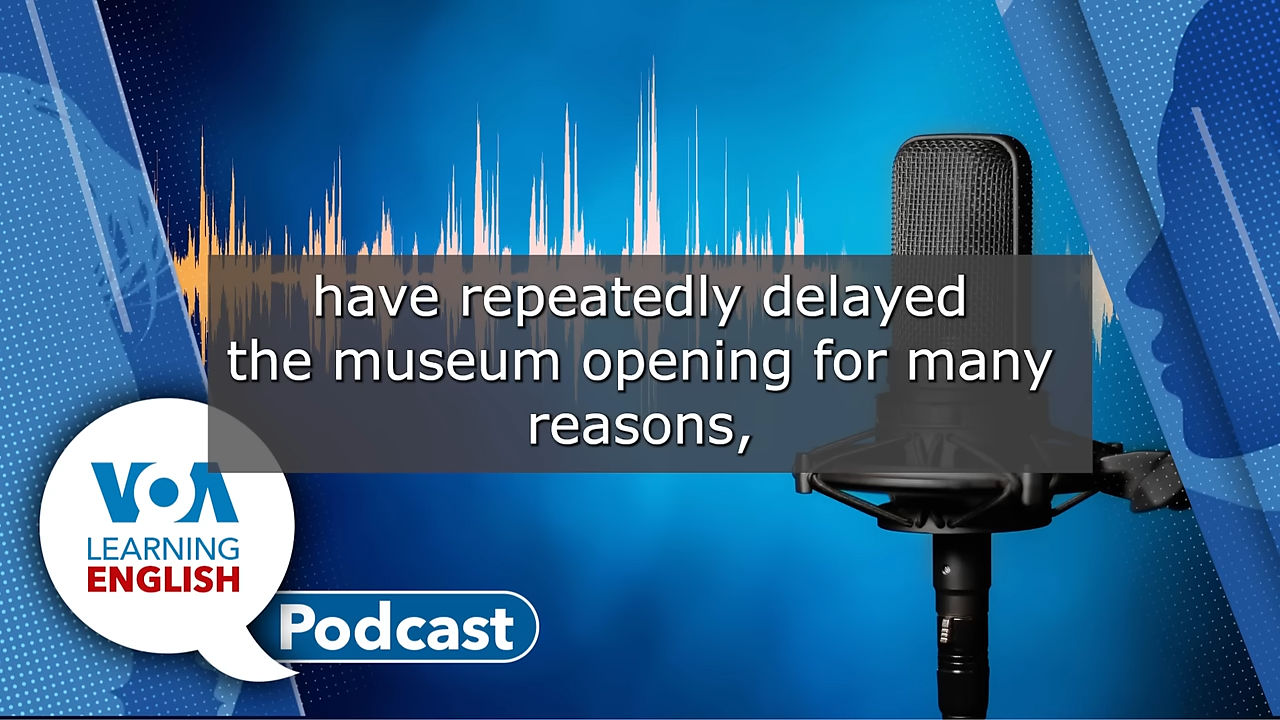 have repeatedly delayed
the museum opening for many
reasons,
VOA
LEARNING
ENGLISH
Podcast